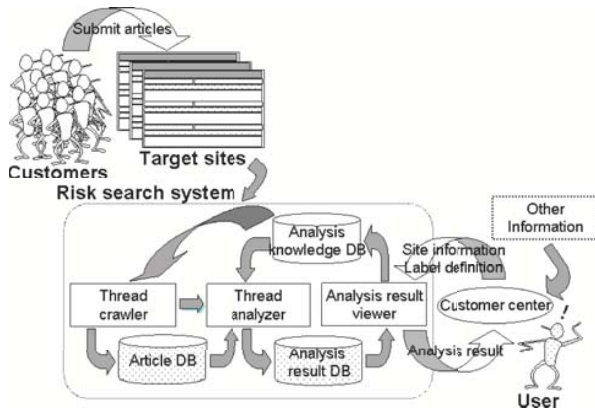 Submit articles
Customers
Target sites
Risk search system
Other
Information
Analysis
knowledge DB
Site information
Label definition
Thread
crawler
Thread
analyzer
Analysis result
viewer
Customer center
!
Article DB
Analysis
result DB
Analysis result
User